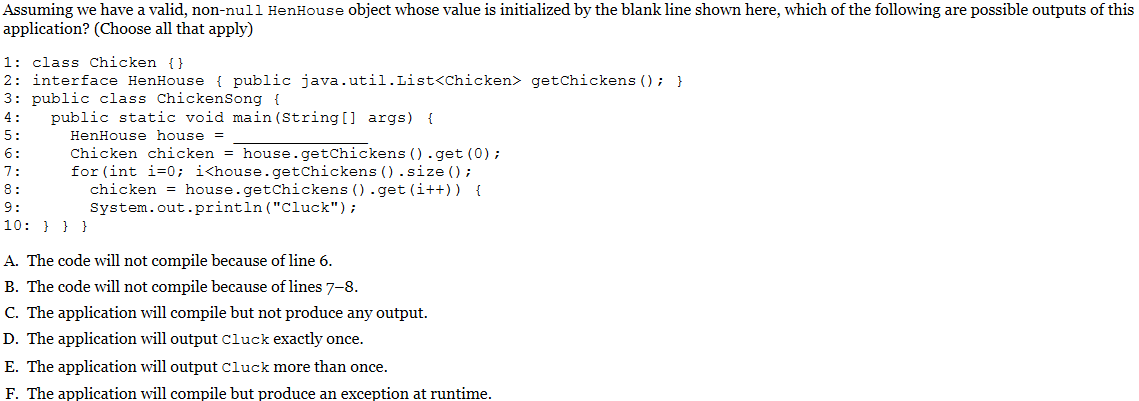 Assuming we have a valid, non-null HenHouse object whose value is initialized by the blank line shown here, which of the following are possible outputs of this
application? (Choose all that apply)
1: class Chicken {}
2: interface HenHouse { public java.util.List<Chicken> getChickens(); }
3: public class ChickenSong {
4: public static void main(String[] args) {
5: HenHouse house = ______________
6: Chicken chicken = house.getChickens().get(0);
7: for(int i=0; i<house.getChickens().size();
8: chicken = house.getChickens().get(i++)) {
9: System.out.println("Cluck");
10: } } }
A. The code will not compile because of line 6.
B. The code will not compile because of lines 7–8.
C. The application will compile but not produce any output.
D. The application will output Cluck exactly once.
E. The application will output Cluck more than once.
F. The application will compile but produce an exception at runtime.